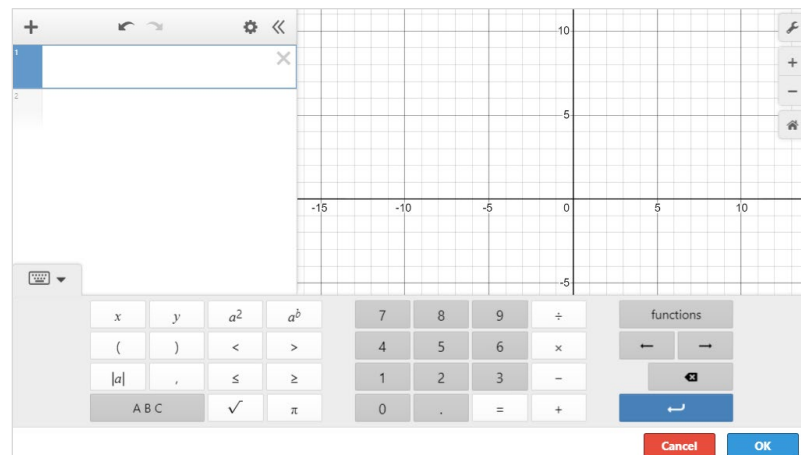 1
2
10
5
-15 -10 -5 0 5 10
-5
x y a² aᵇ 7 8 9 ÷ functions
( ) < > 4 5 6 × ← →
|a| , ≤ ≥ 1 2 3 −
A B C √ π 0 . = +
Cancel OK